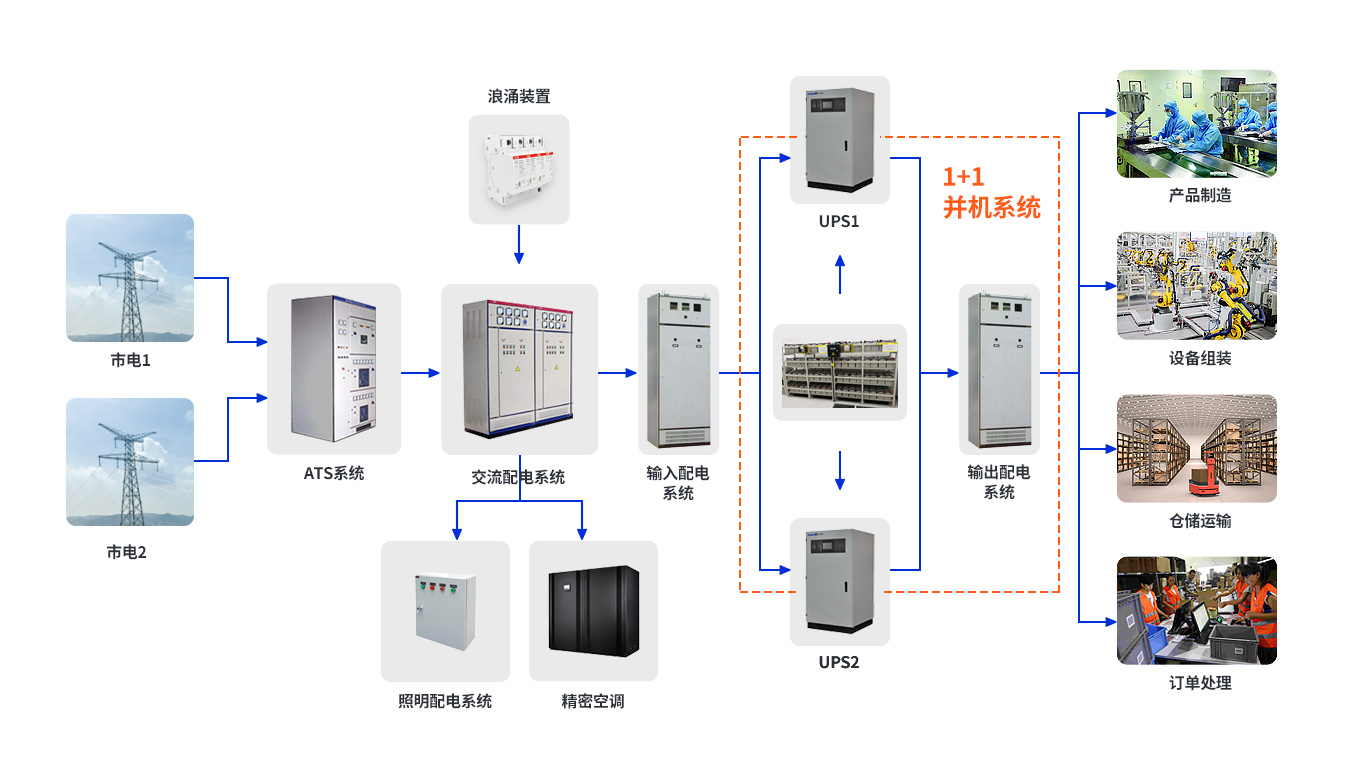 浪涌装置
市电1
市电2
ATS系统
交流配电系统
照明配电系统
精密空调
输入配电
系统
UPS1
1+1
并机系统
UPS2
输出配电
系统
产品制造
设备组装
仓储运输
订单处理